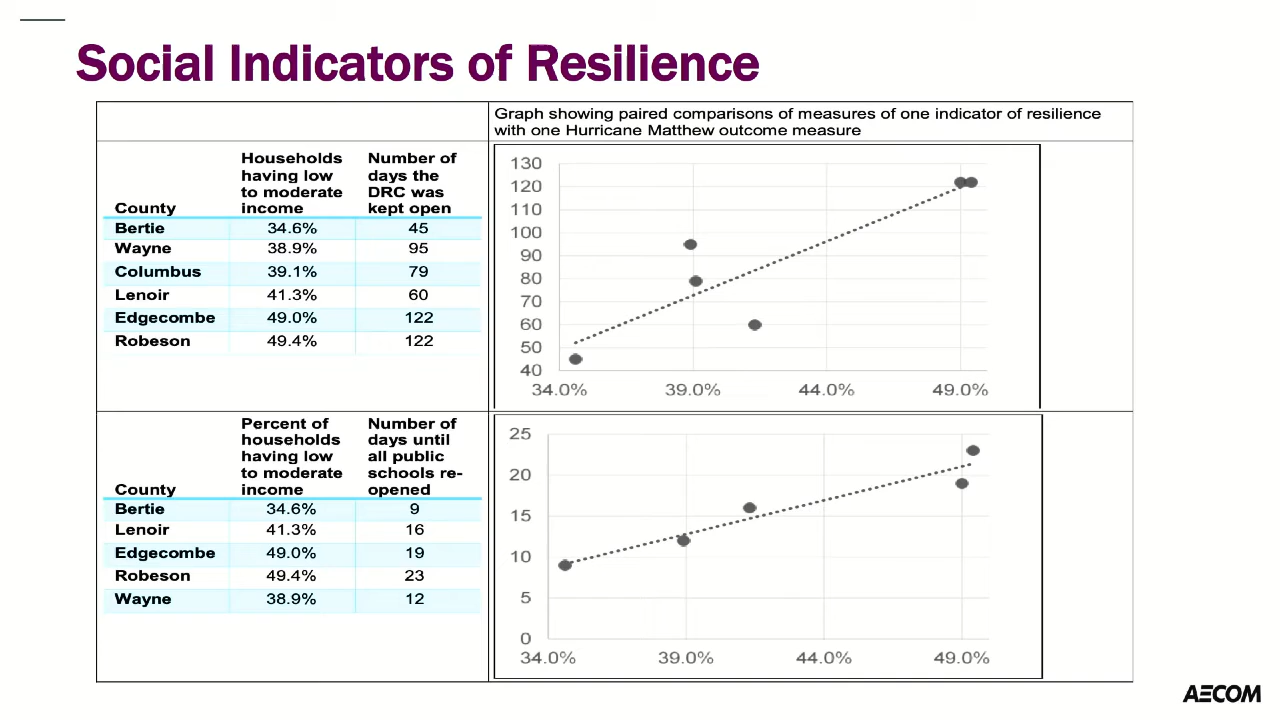 Social Indicators of Resilience
Graph showing paired comparisons of measures of one indicator of resilience
with one Hurricane Matthew outcome measure
County
Households
having low
to moderate
income
Number of
days the
DRC was
kept open
Bertie 34.6% 45
Wayne 38.9% 95
Columbus 39.1% 79
Lenoir 41.3% 60
Edgecombe 49.0% 122
Robeson 49.4% 122
130
120
110
100
90
80
70
60
50
40
34.0% 39.0% 44.0% 49.0%
County
Percent of
households
having low
to moderate
income
Number of
days until
all public
schools re-
opened
Bertie 34.6% 9
Lenoir 41.3% 16
Edgecombe 49.0% 19
Robeson 49.4% 23
Wayne 38.9% 12
25
20
15
10
5
0
34.0% 39.0% 44.0% 49.0%
AECOM